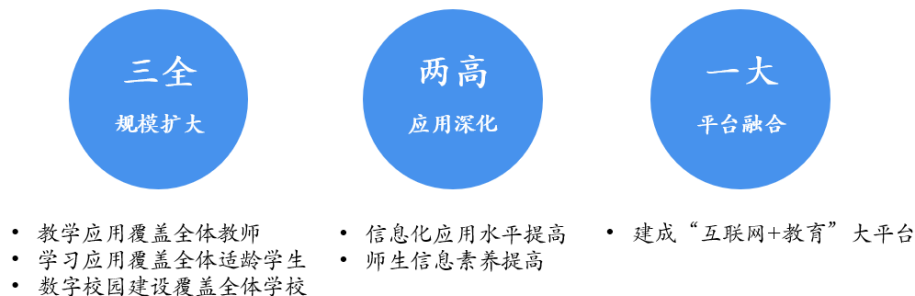 三全
规模扩大
• 教学应用覆盖全体教师
• 学习应用覆盖全体适龄学生
• 数字校园建设覆盖全体学校
两高
应用深化
• 信息化应用水平提高
• 师生信息素养提高
一大
平台融合
• 建成“互联网+教育”大平台